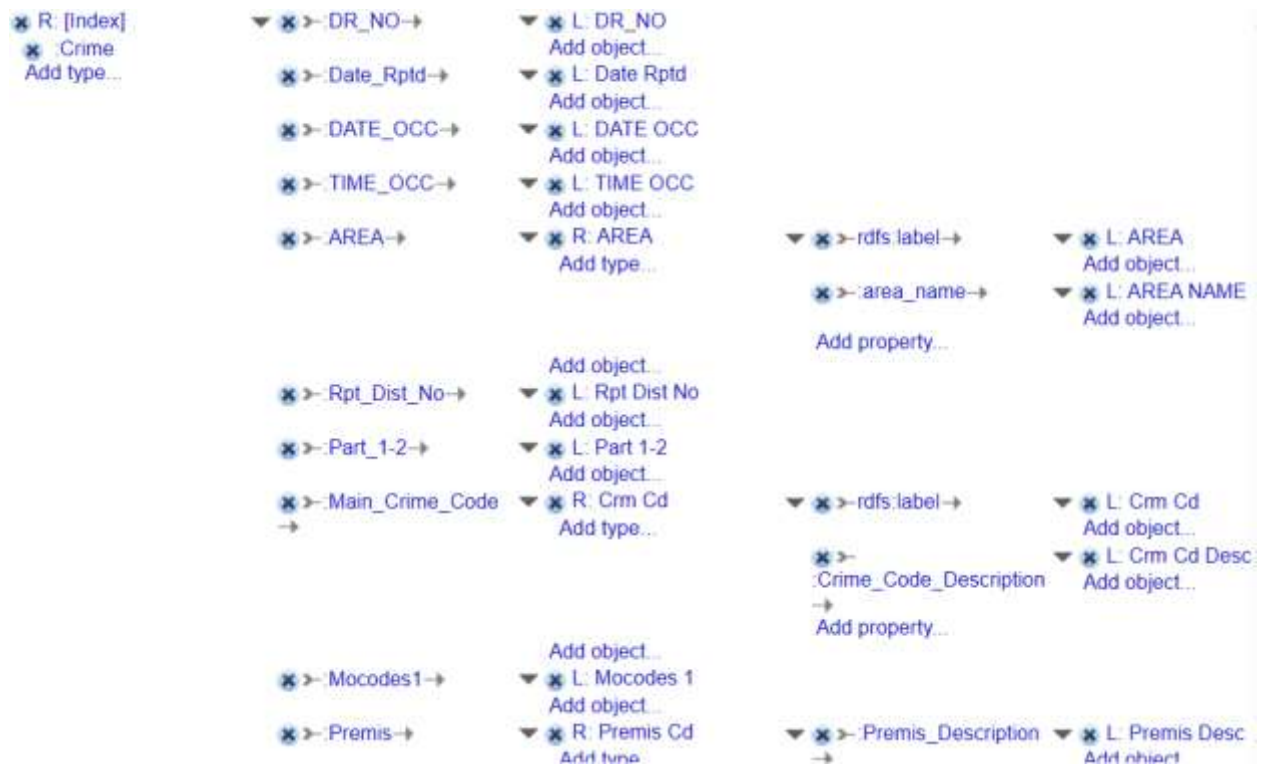 R: [Index] :DR_NO L: DR_NO
:Crime Add object...
Add type... :Date_Rptd L: Date Rptd
Add object...
:DATE_OCC L: DATE OCC
Add object...
:TIME_OCC L: TIME OCC
Add object...
:AREA R: AREA rdfs:label L: AREA
Add type... Add object...
:area_name L: AREA NAME
Add object...
Add property...
Add object...
:Rpt_Dist_No L: Rpt Dist No
Add object...
:Part_1-2 L: Part 1-2
Add object...
:Main_Crime_Code R: Crm Cd rdfs:label L: Crm Cd
Add type... Add object...
L: Crm Cd Desc
:Crime_Code_Description Add object...
Add property...
Add object...
:Mocodes1 L: Mocodes 1
Add object...
:Premis R: Premis Cd :Premis_Description L: Premis Desc
Add type Add object